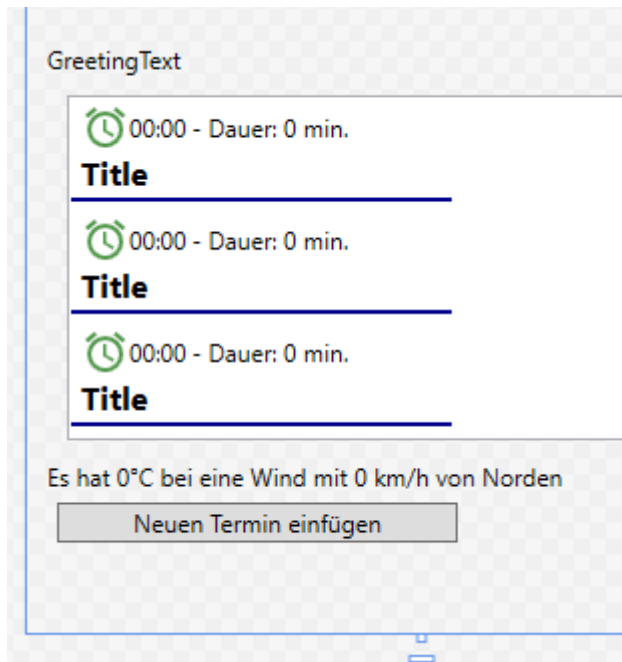 GreetingText
00:00 - Dauer: 0 min.
Title
00:00 - Dauer: 0 min.
Title
00:00 - Dauer: 0 min.
Title
Es hat 0°C bei eine Wind mit 0 km/h von Norden
Neuen Termin einfügen